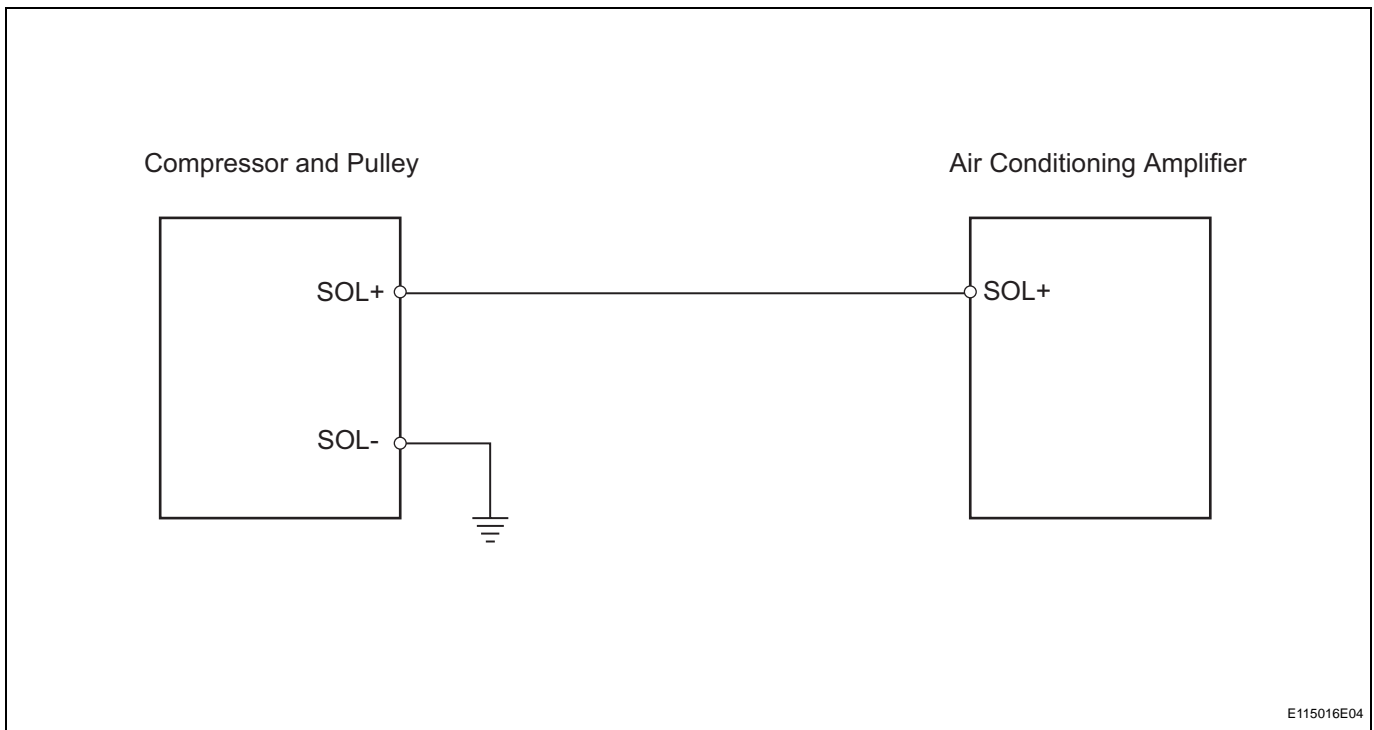 Compressor and Pulley
Air Conditioning Amplifier
SOL+
SOL+
SOL-
E115016E04